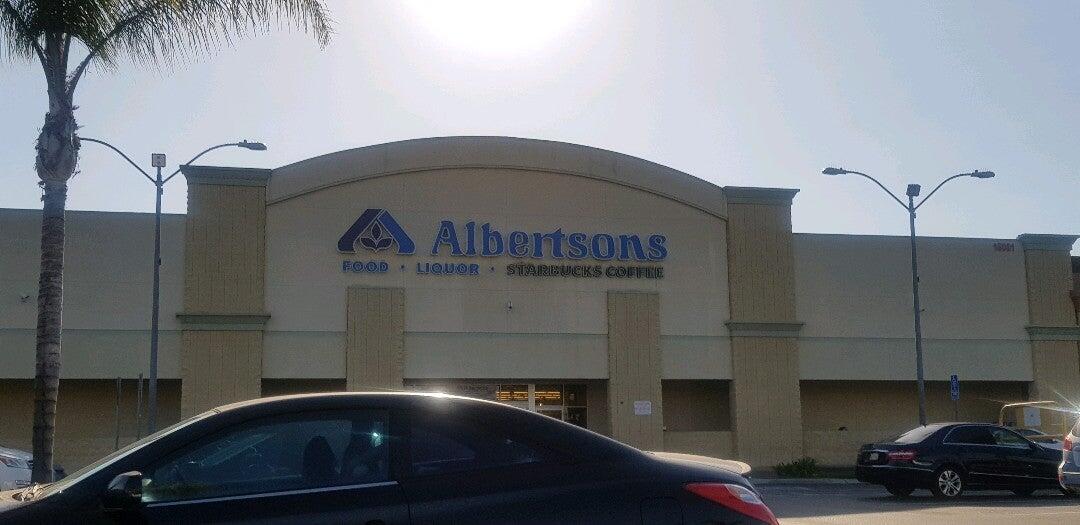 Albertsons
FOOD · LIQUOR · STARBUCKS COFFEE